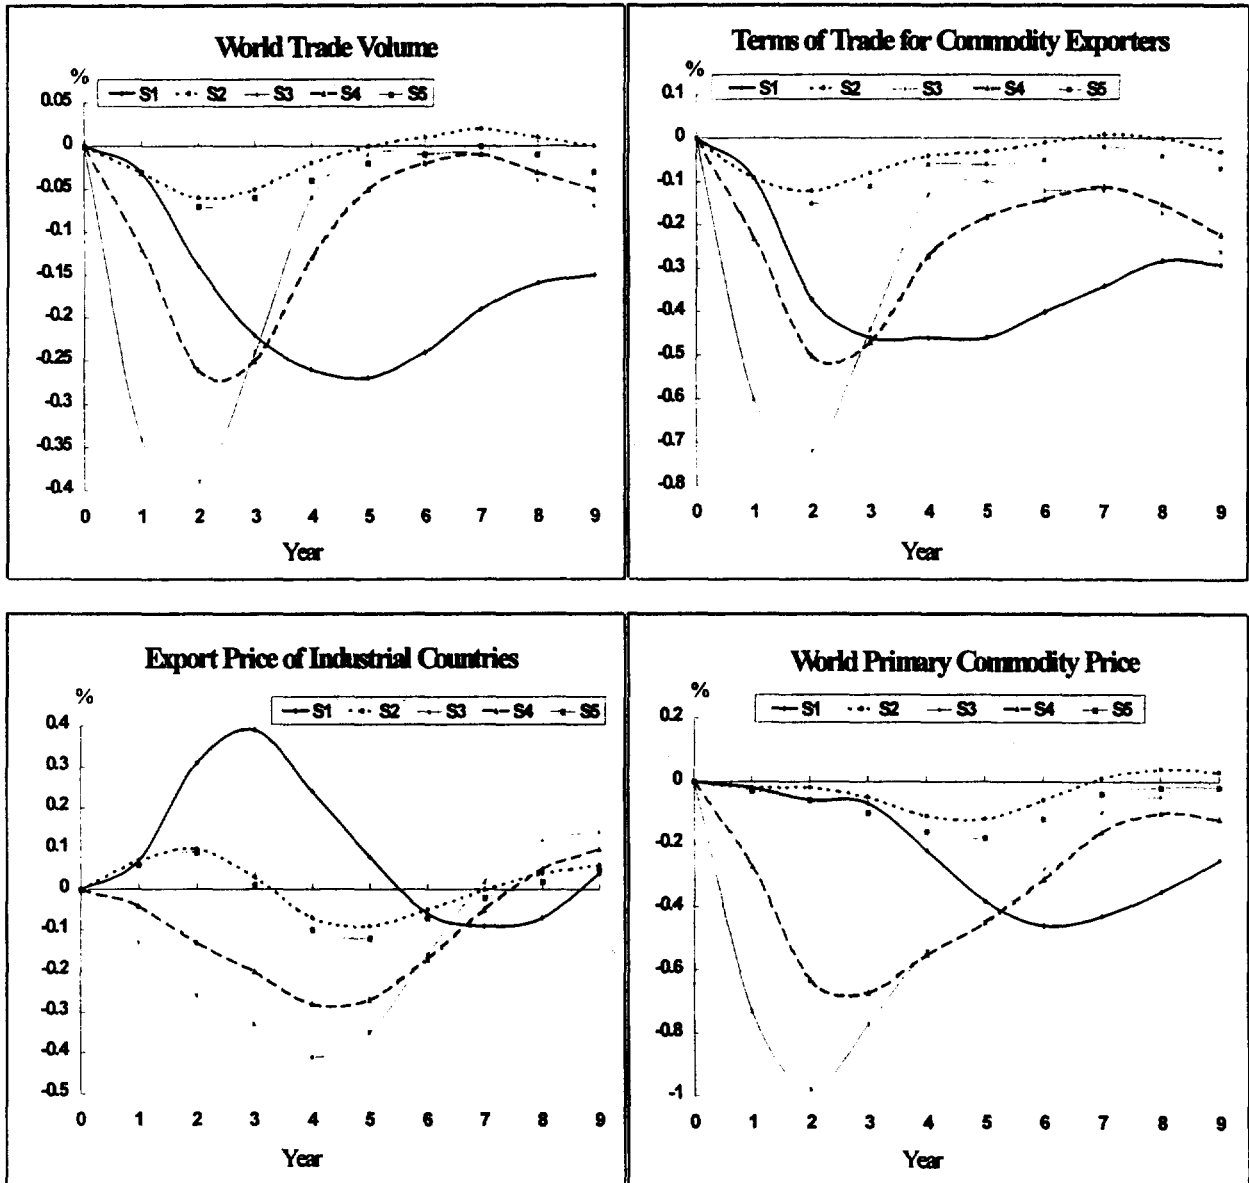 World Trade Volume
%
S1 S2 S3 S4 S5
0.05
0
-0.05
-0.1
-0.15
-0.2
-0.25
-0.3
-0.35
-0.4
0 1 2 3 4 5 6 7 8 9
Year
Terms of Trade for Commodity Exporters
%
S1 S2 S3 S4 S5
0.1
0
-0.1
-0.2
-0.3
-0.4
-0.5
-0.6
-0.7
-0.8
0 1 2 3 4 5 6 7 8 9
Year
Export Price of Industrial Countries
%
S1 S2 S3 S4 S5
0.4
0.3
0.2
0.1
0
-0.1
-0.2
-0.3
-0.4
-0.5
0 1 2 3 4 5 6 7 8 9
Year
World Primary Commodity Price
%
S1 S2 S3 S4 S5
0.2
0
-0.2
-0.4
-0.6
-0.8
-1
0 1 2 3 4 5 6 7 8 9
Year